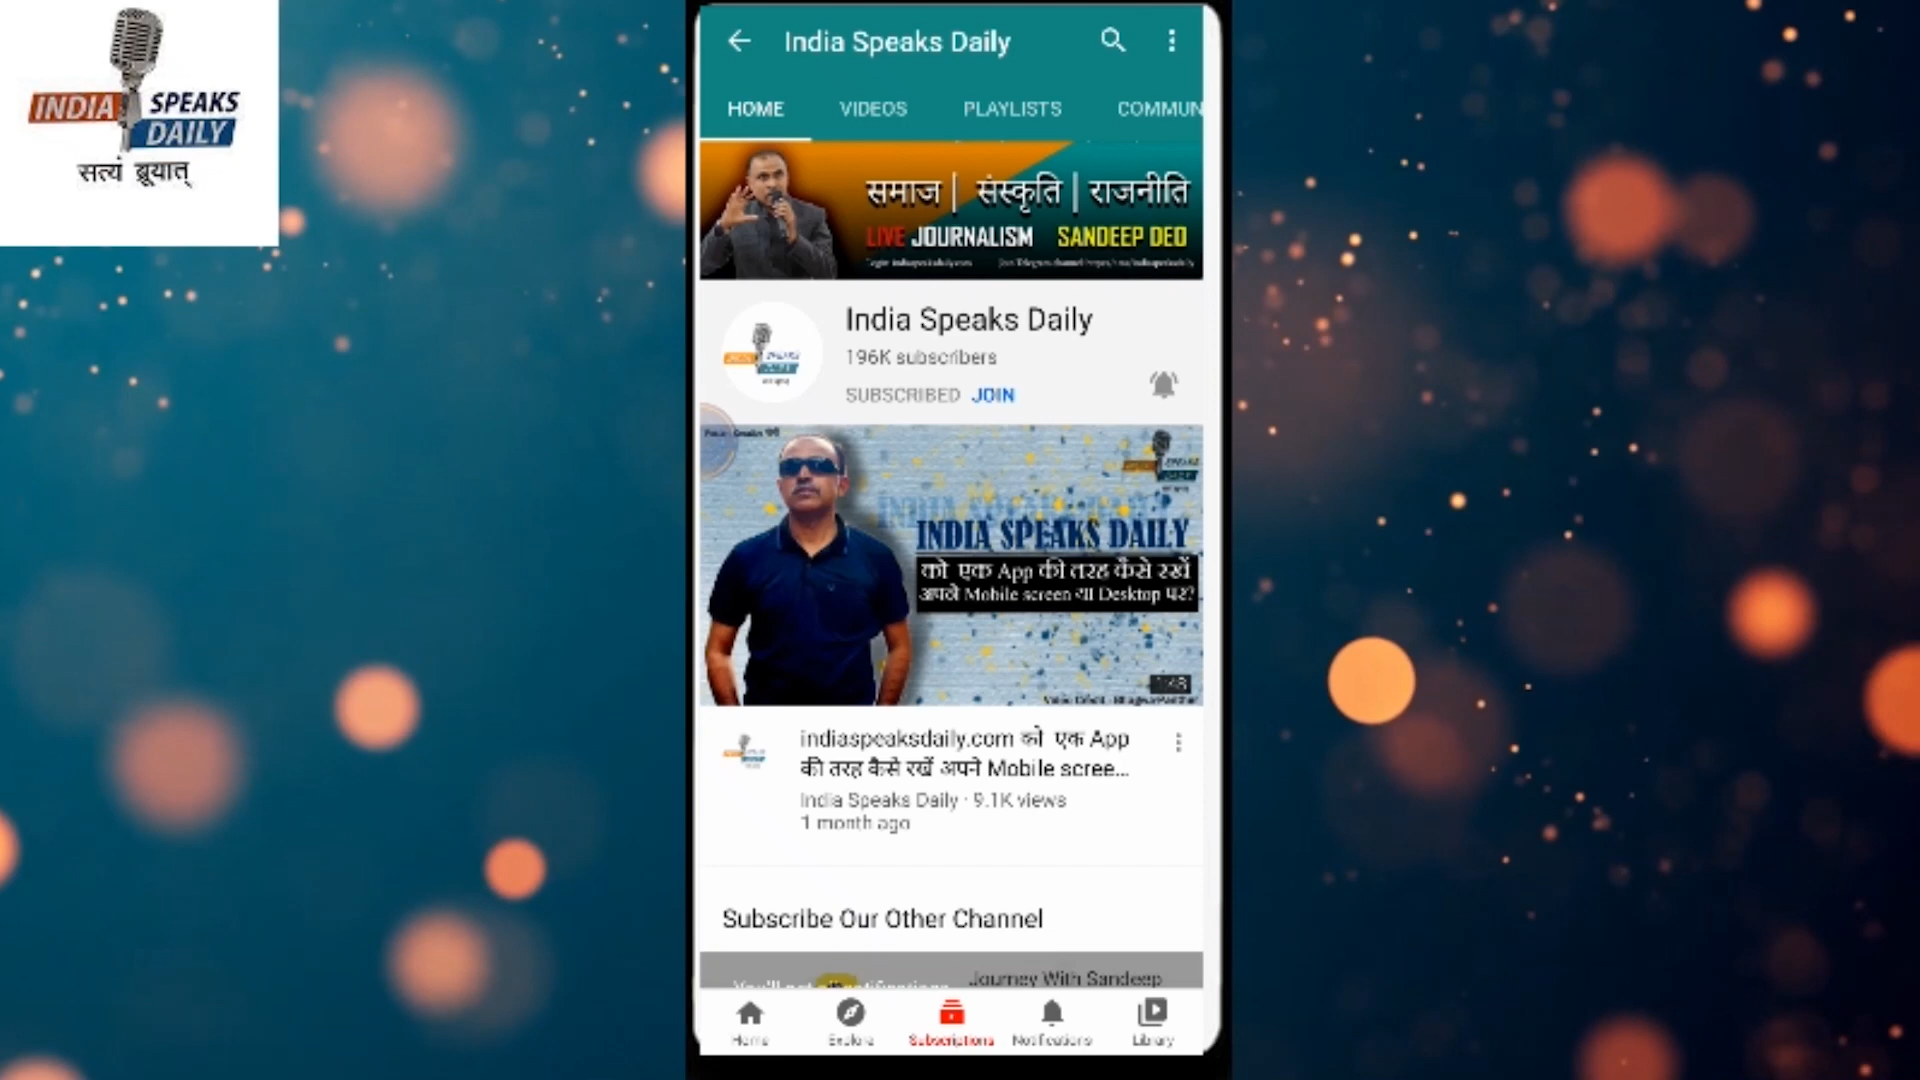 INDIA SPEAKS
DAILY
सत्यं ब्रूयात्
India Speaks Daily
HOME VIDEOS PLAYLISTS COMMUN
समाज | संस्कृति | राजनीति
LIVE JOURNALISM SANDEEP DEO
India Speaks Daily
196K subscribers
SUBSCRIBED JOIN
INDIA SPEAKS DAILY
को एक App की तरह कैसे रखें
अपने Mobile screen या Desktop पर?
1:48
indiaspeaksdaily.com को एक App
की तरह कैसे रखें अपने Mobile scree...
India Speaks Daily · 9.1K views
1 month ago
Subscribe Our Other Channel
Journey With Sandeep
Home Explore Subscriptions Notifications Library